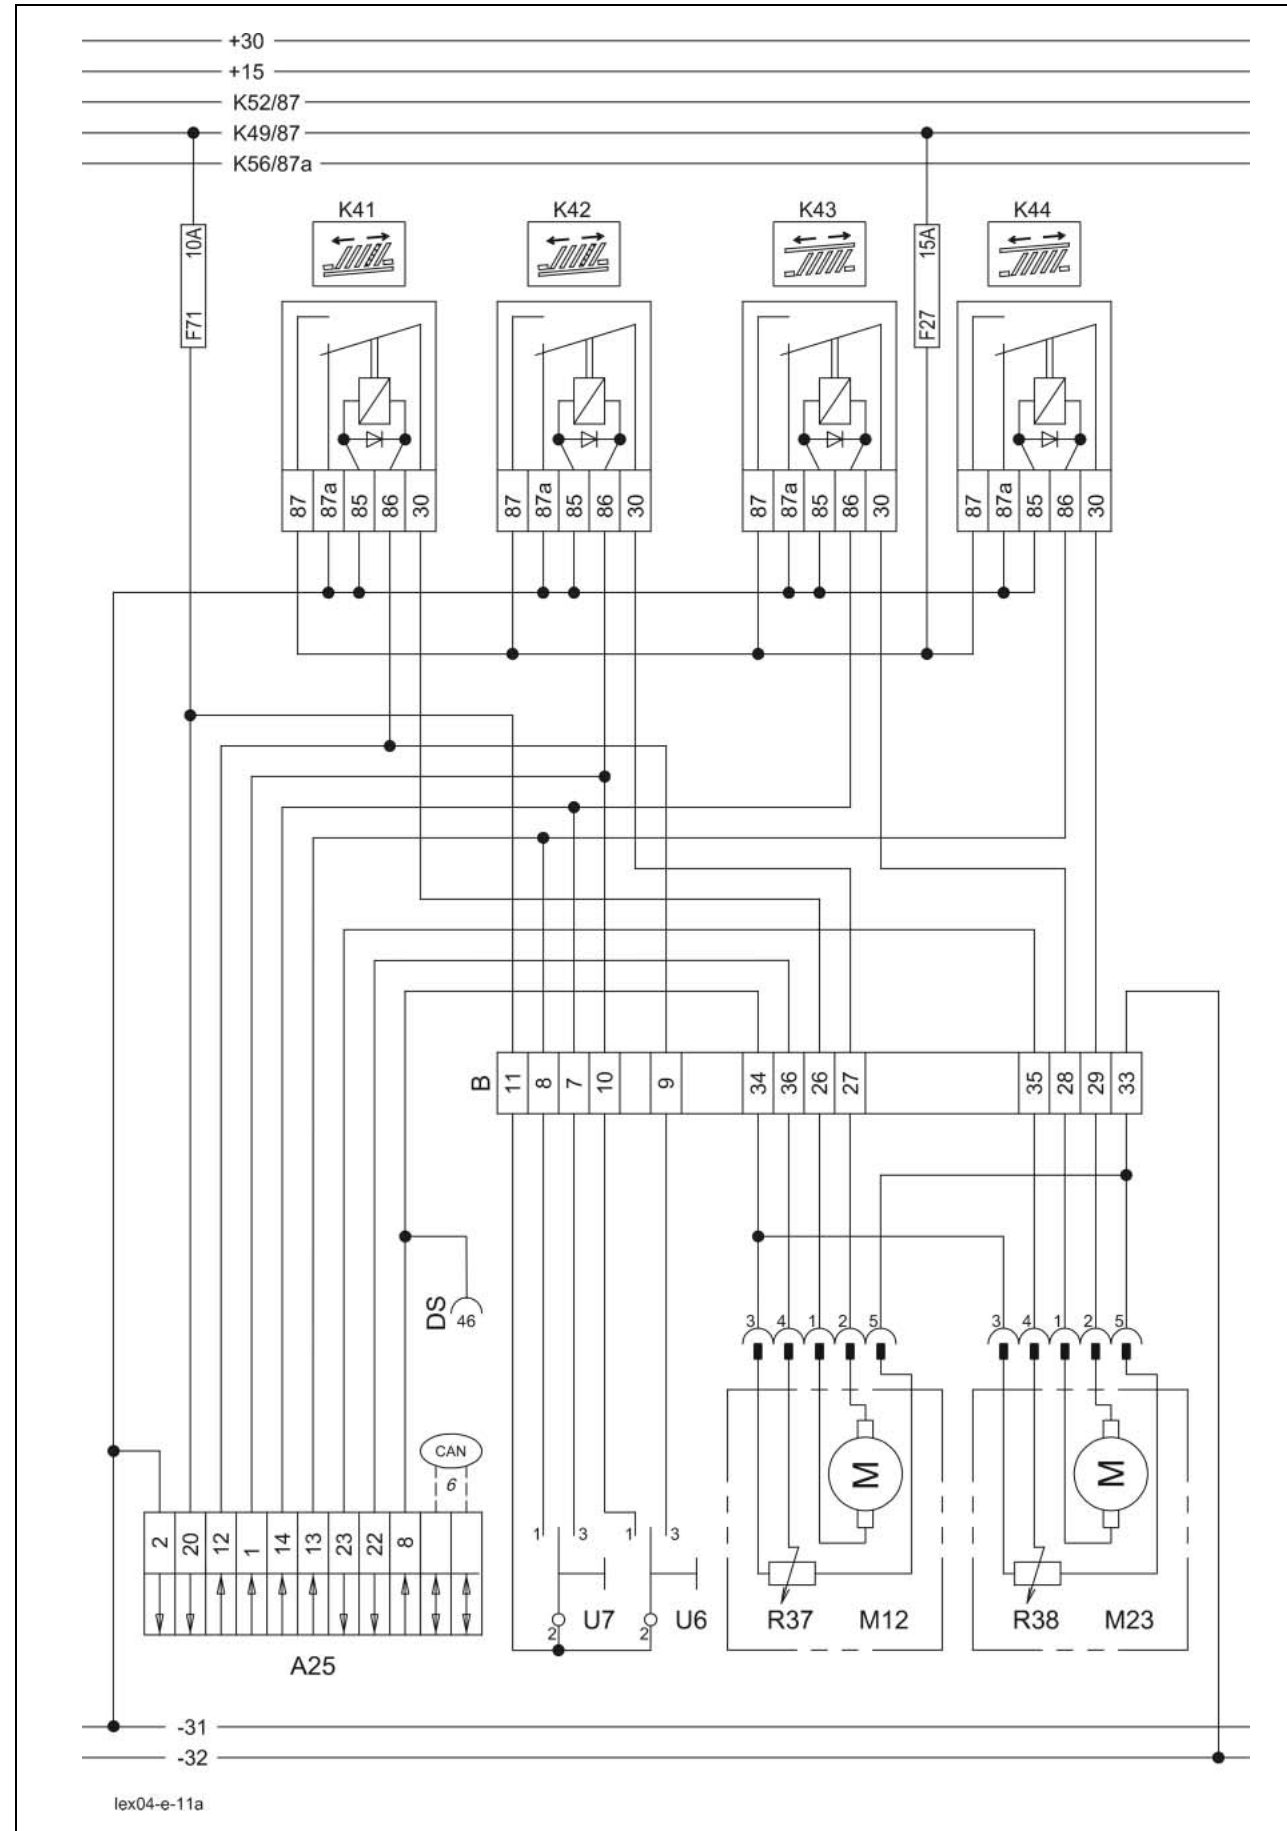 +30
+15
K52/87
K49/87
K56/87a
K41 K42 K43 K44
10A 15A
F71 F27
87 87a 85 86 30 87 87a 85 86 30 87 87a 85 86 30 87 87a 85 86 30
B 11 8 7 10 9 34 36 26 27 35 28 29 33
DS 46
3 4 1 2 5 3 4 1 2 5
CAN
6
M M
2 20 12 1 14 13 23 22 8
1 3 1 3
2 U7 2 U6 R37 M12 R38 M23
A25
-31
-32
lex04-e-11a